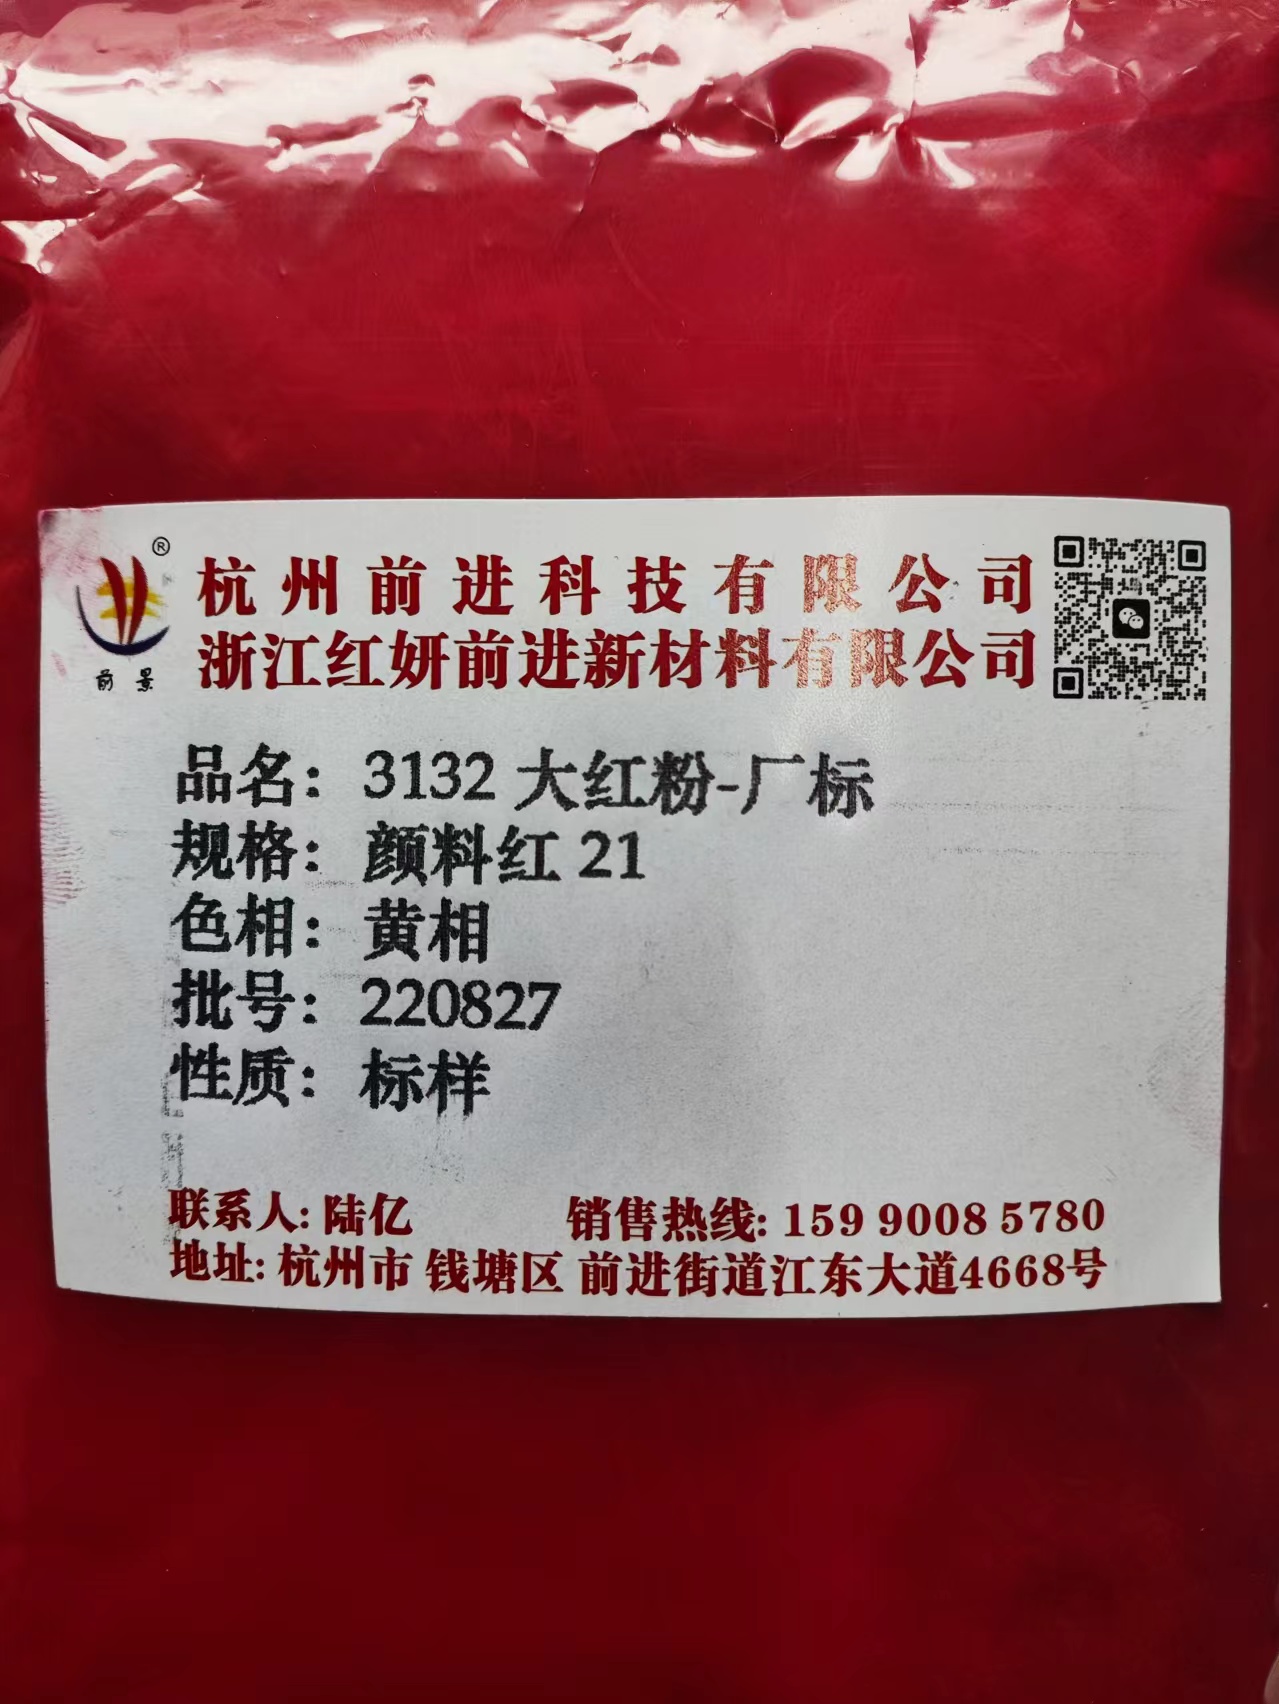 ®
前景
杭州前进科技有限公司
浙江红妍前进新材料有限公司
品名：3132 大红粉-厂标
规格：颜料红 21
色相：黄相
批号：220827
性质：标样
联系人: 陆亿 销售热线: 159 9008 5780
地址: 杭州市 钱塘区 前进街道江东大道4668号